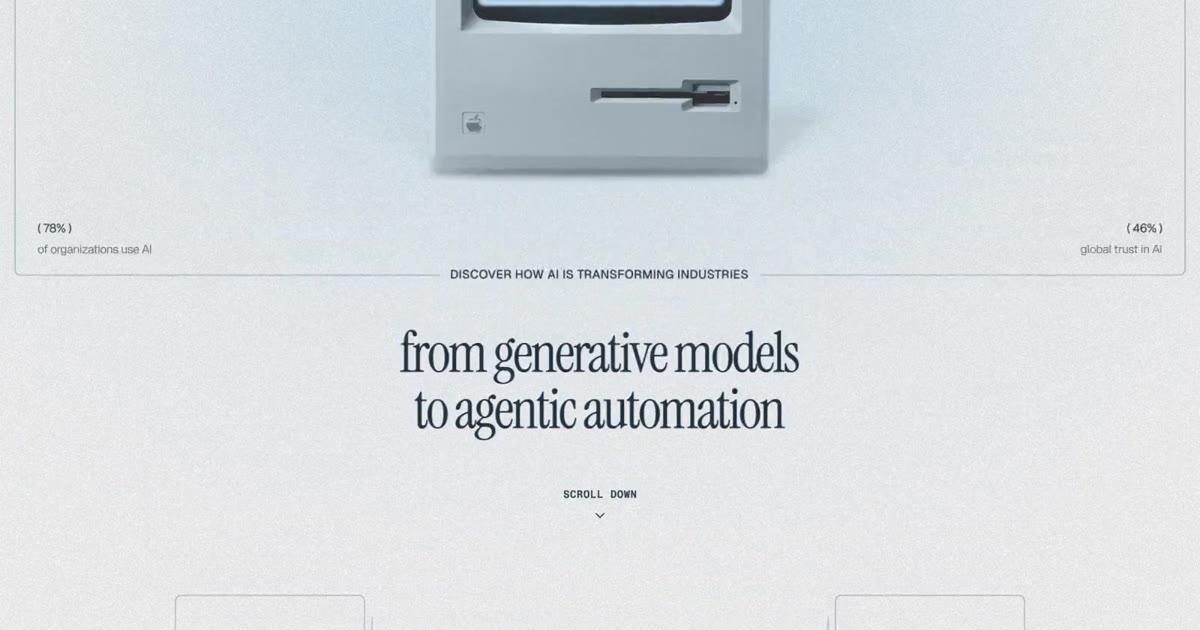 (78%)
of organizations use AI
(46%)
global trust in AI
DISCOVER HOW AI IS TRANSFORMING INDUSTRIES
from generative models
to agentic automation
SCROLL DOWN